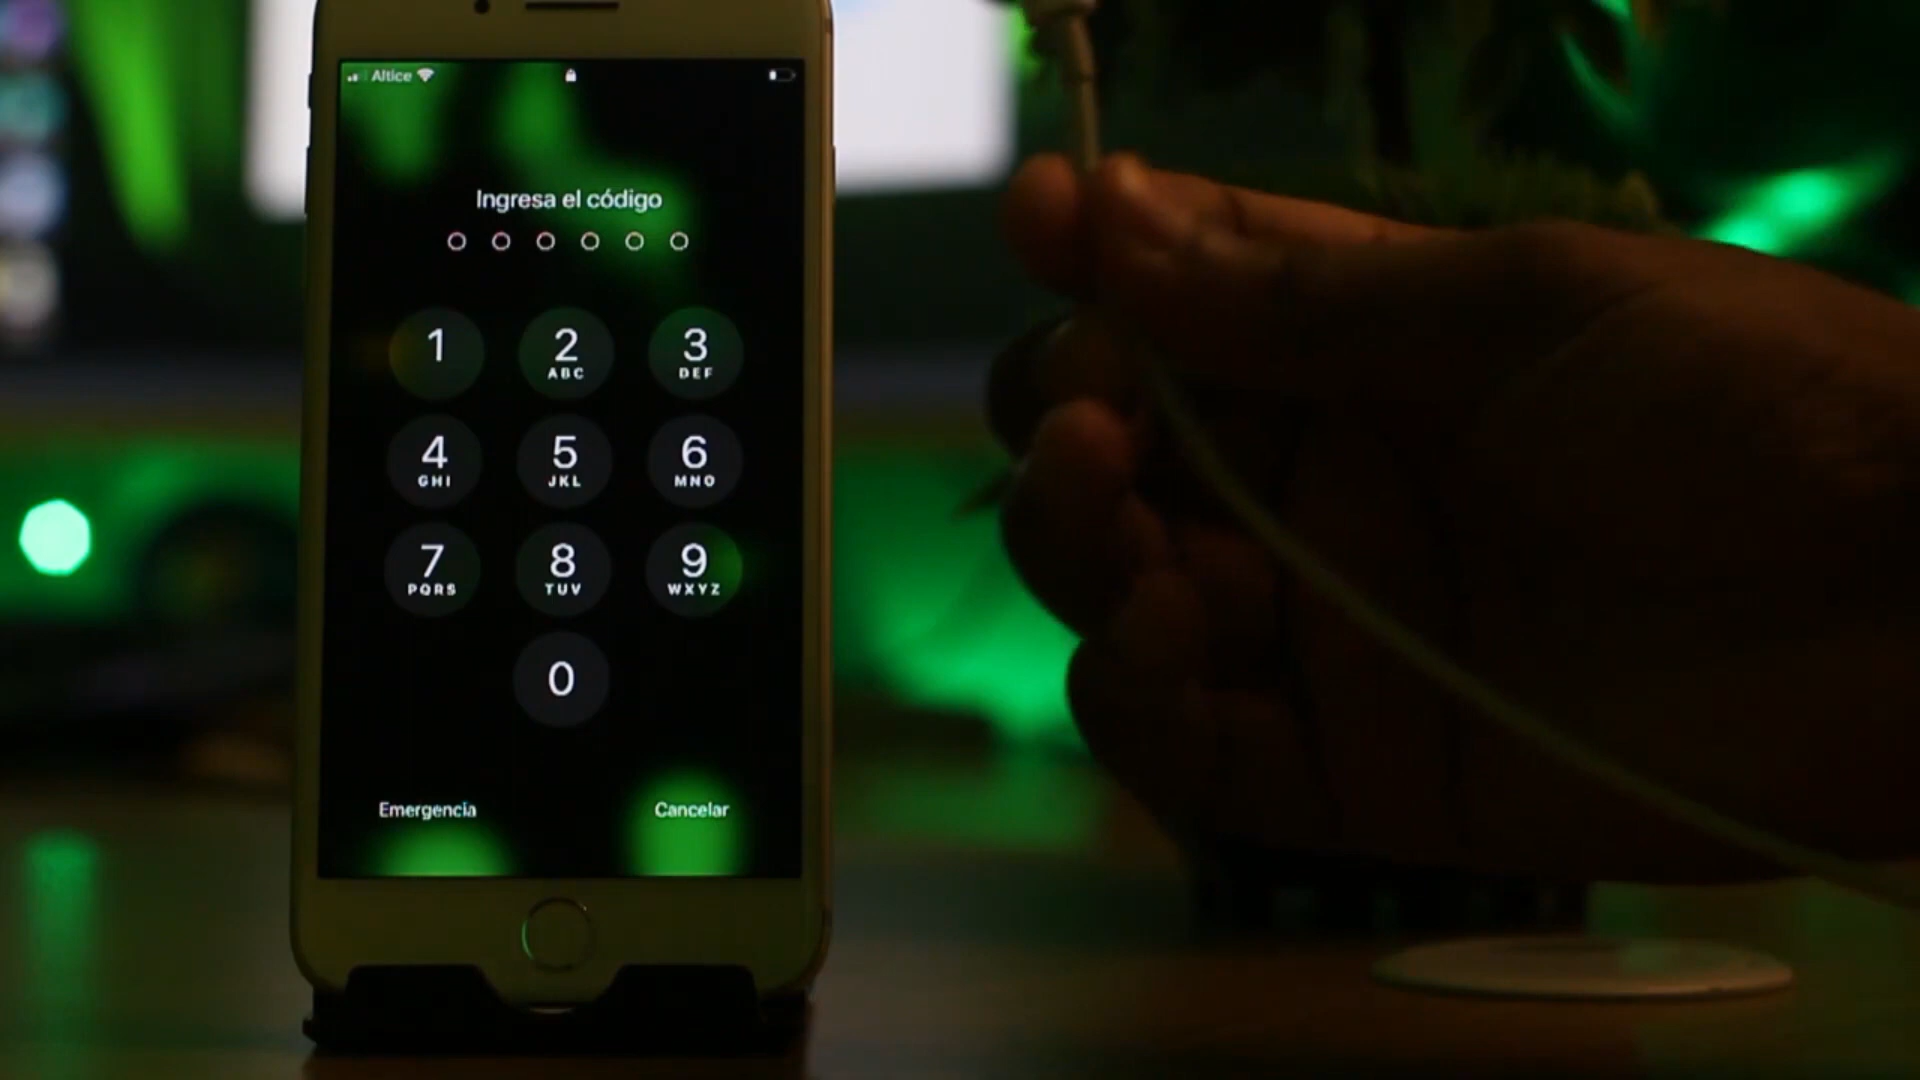 Altice
Ingresa el código
1 2 3
ABC DEF
4 5 6
GHI JKL MNO
7 8 9
PQRS TUV WXYZ
0
Emergencia Cancelar